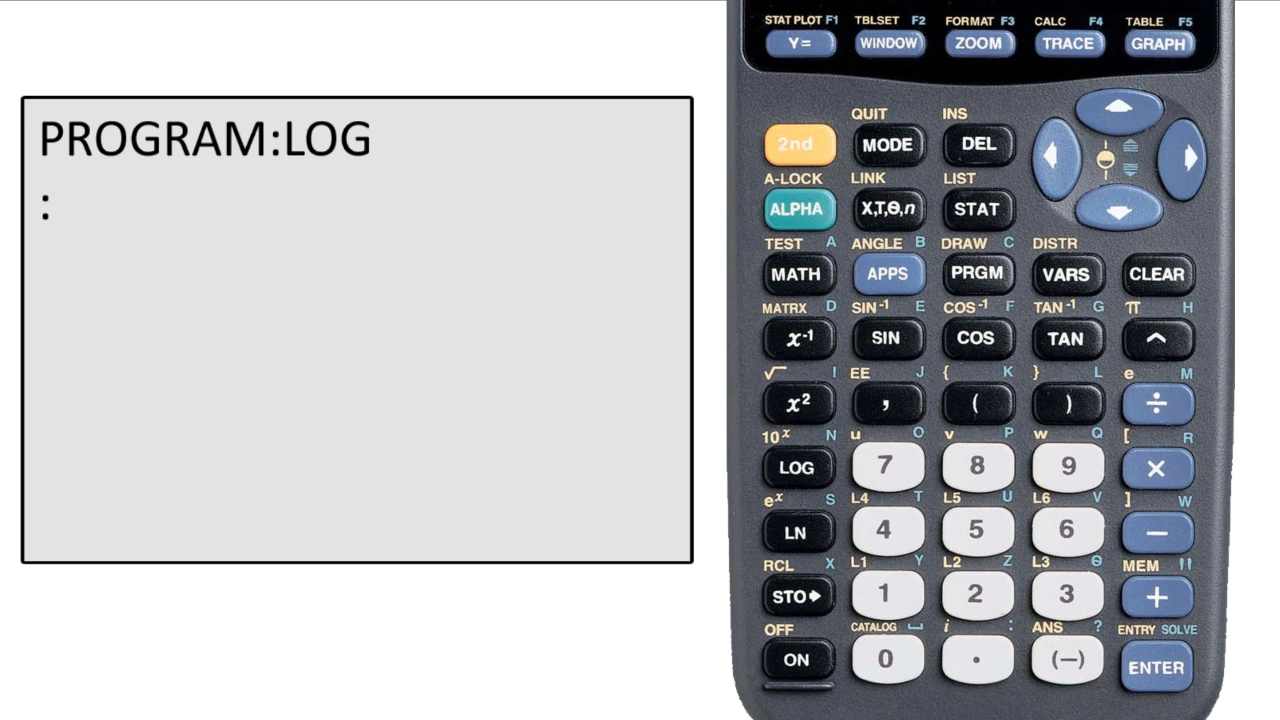 PROGRAM:LOG
:
STAT PLOT F1 TBLSET F2 FORMAT F3 CALC F4 TABLE F5
Y= WINDOW ZOOM TRACE GRAPH
QUIT INS
2nd MODE DEL
A-LOCK LINK LIST
ALPHA X,T,Θ,n STAT
TEST A ANGLE B DRAW C DISTR
MATH APPS PRGM VARS CLEAR
MATRX D SIN⁻¹ E COS⁻¹ F TAN⁻¹ G π H
x⁻¹ SIN COS TAN ^
√ I EE J { K } L e M
x² , ( ) ÷
10ˣ N u O v P w Q [ R
LOG 7 8 9 ×
eˣ S L4 T L5 U L6 V ] W
LN 4 5 6 −
RCL X L1 Y L2 Z L3 Θ MEM "
STO▸ 1 2 3 +
OFF CATALOG ⎵ i : ANS ? ENTRY SOLVE
ON 0 . (−) ENTER